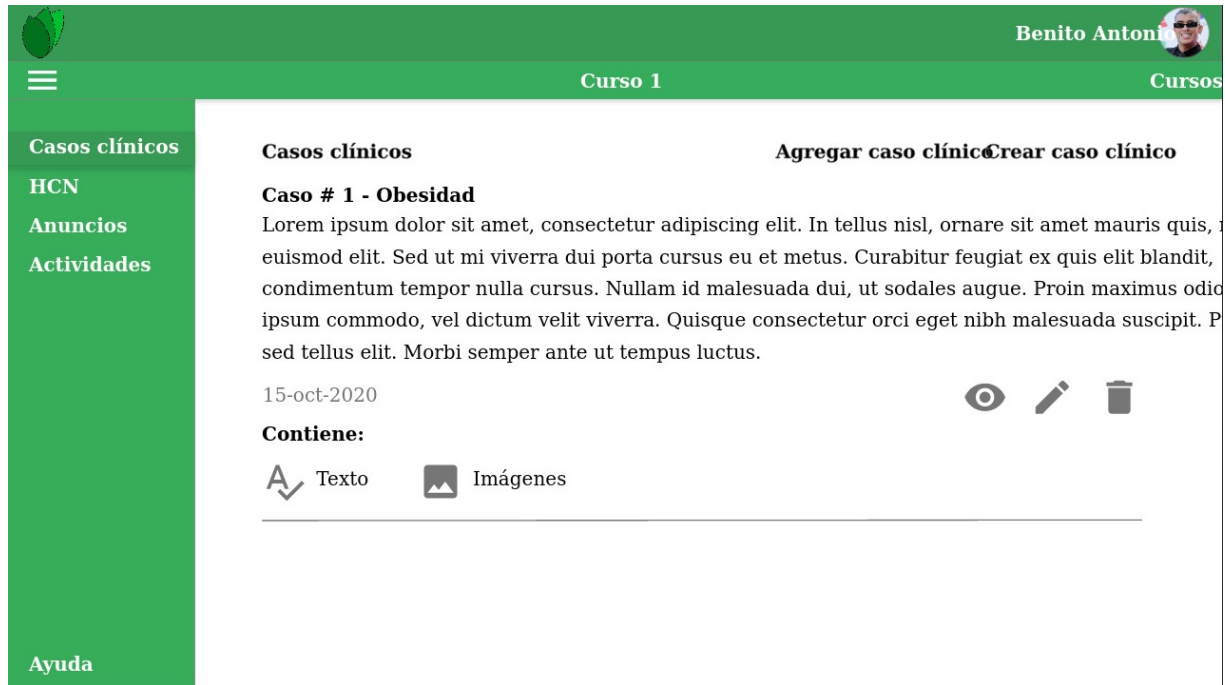 Benito Antonio
Curso 1
Cursos
Casos clínicos
HCN
Anuncios
Actividades
Ayuda
Casos clínicos
Agregar caso clínico
Crear caso clínico
Caso # 1 - Obesidad
Lorem ipsum dolor sit amet, consectetur adipiscing elit. In tellus nisl, ornare sit amet mauris quis,
euismod elit. Sed ut mi viverra dui porta cursus eu et metus. Curabitur feugiat ex quis elit blandit,
condimentum tempor nulla cursus. Nullam id malesuada dui, ut sodales augue. Proin maximus odio
ipsum commodo, vel dictum velit viverra. Quisque consectetur orci eget nibh malesuada suscipit. P
sed tellus elit. Morbi semper ante ut tempus luctus.
15-oct-2020
Contiene:
Texto
Imágenes